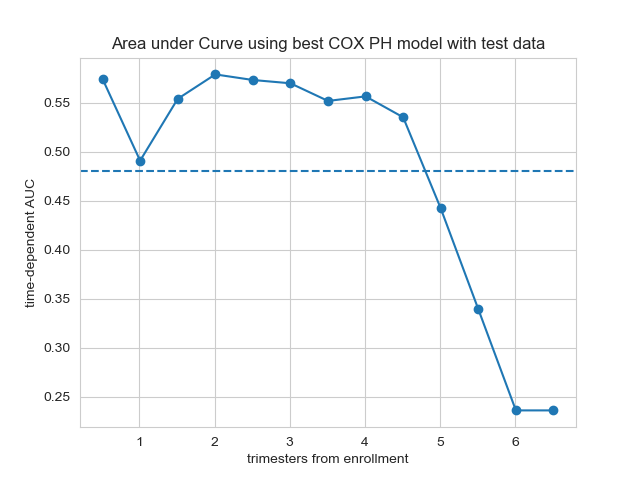 Area under Curve using best COX PH model with test data
time-dependent AUC
0.55
0.50
0.45
0.40
0.35
0.30
0.25
1 2 3 4 5 6
trimesters from enrollment